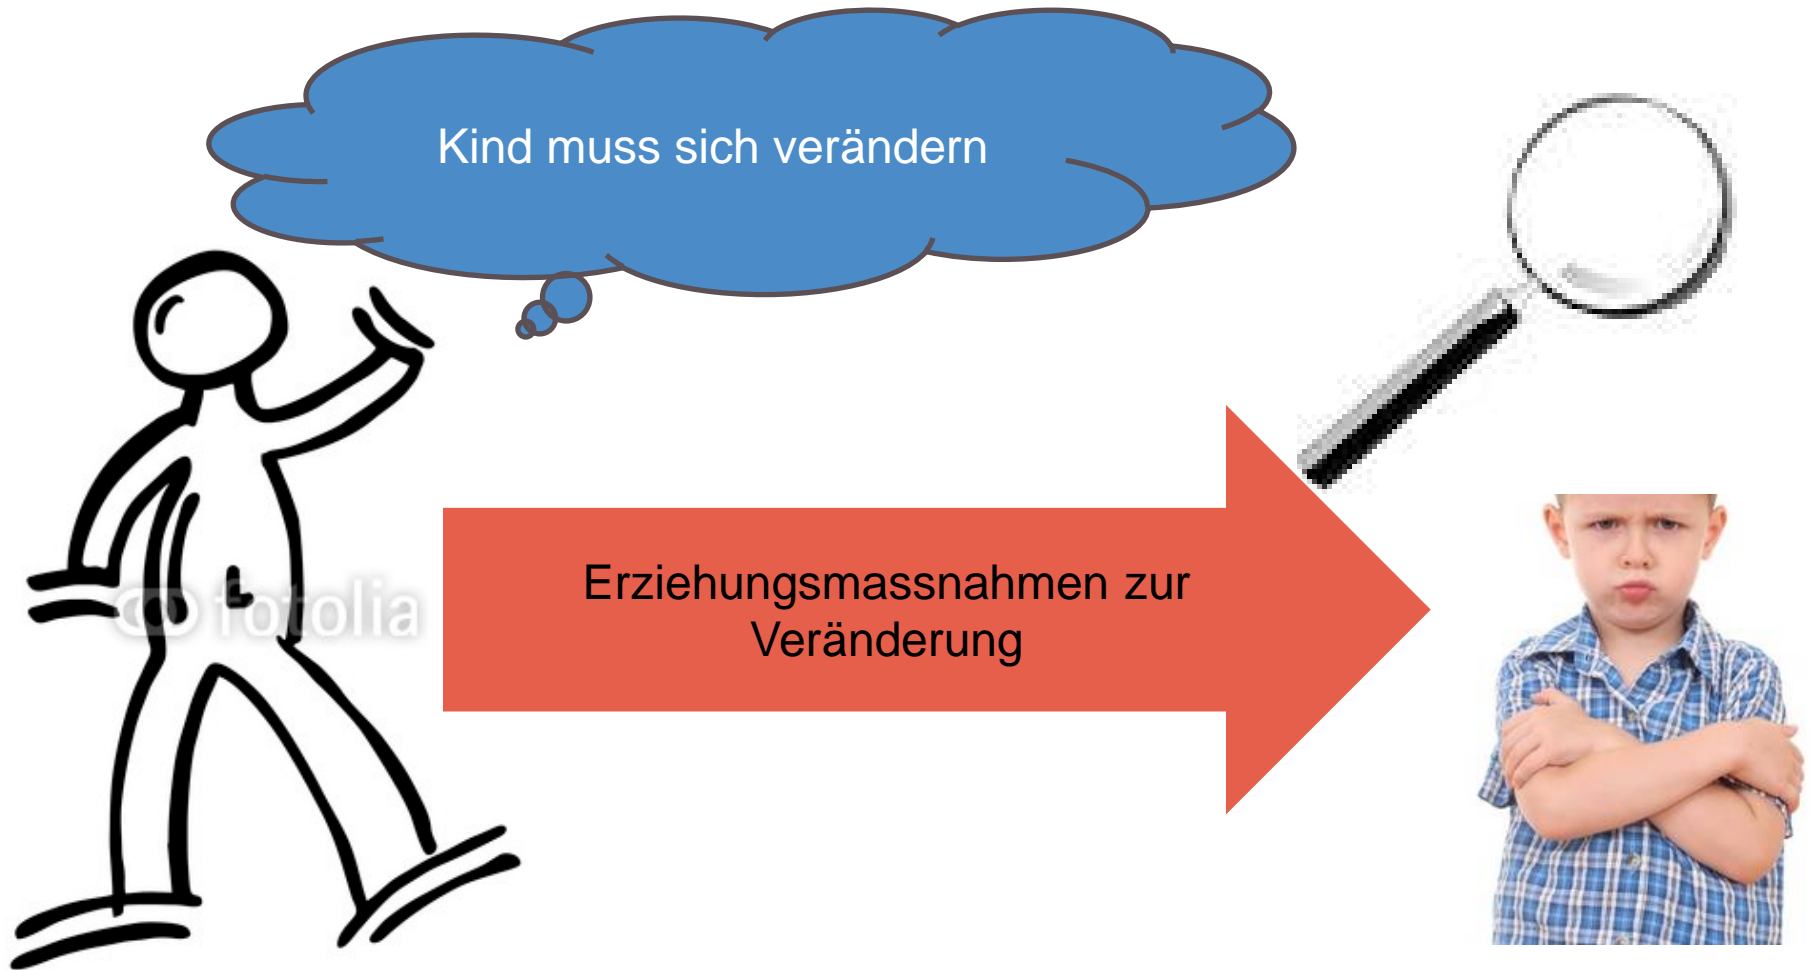 Kind muss sich verändern
fotolia
Erziehungsmassnahmen zur
Veränderung